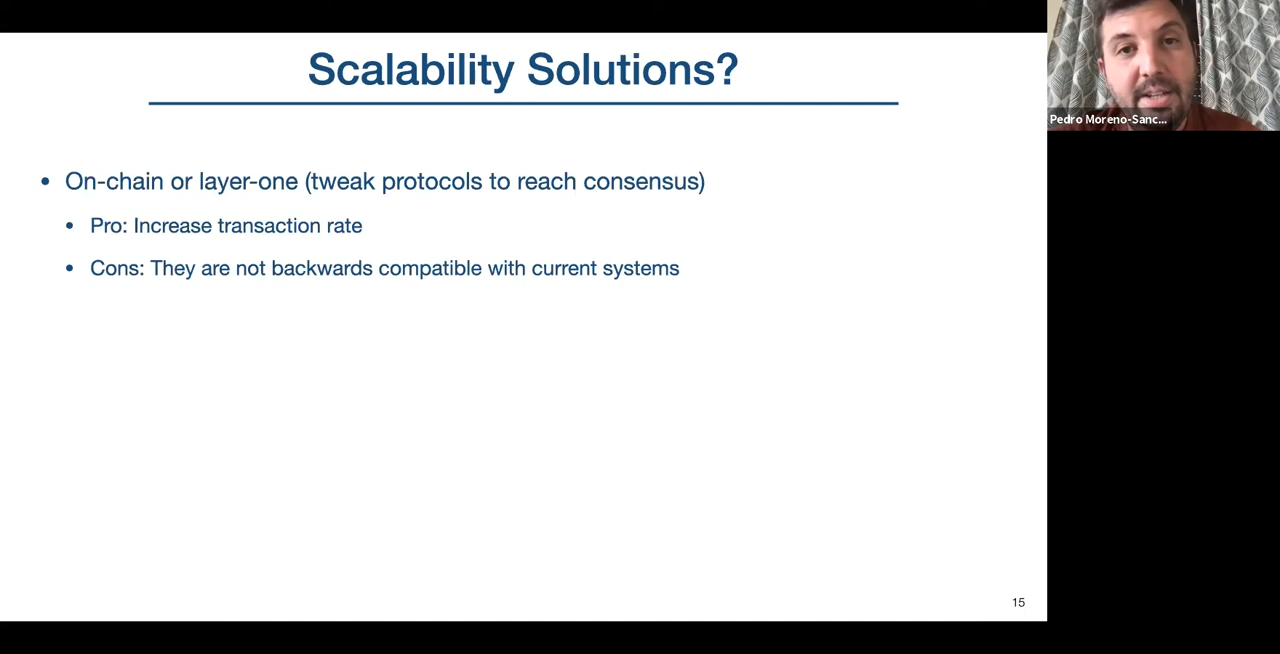 Scalability Solutions?
Pedro Moreno-Sanc...
• On-chain or layer-one (tweak protocols to reach consensus)
• Pro: Increase transaction rate
• Cons: They are not backwards compatible with current systems
15